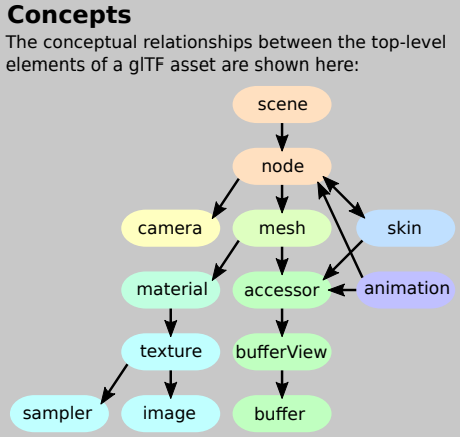 Concepts
The conceptual relationships between the top-level
elements of a glTF asset are shown here:
scene
node
camera
mesh
skin
material
accessor
animation
texture
bufferView
sampler
image
buffer